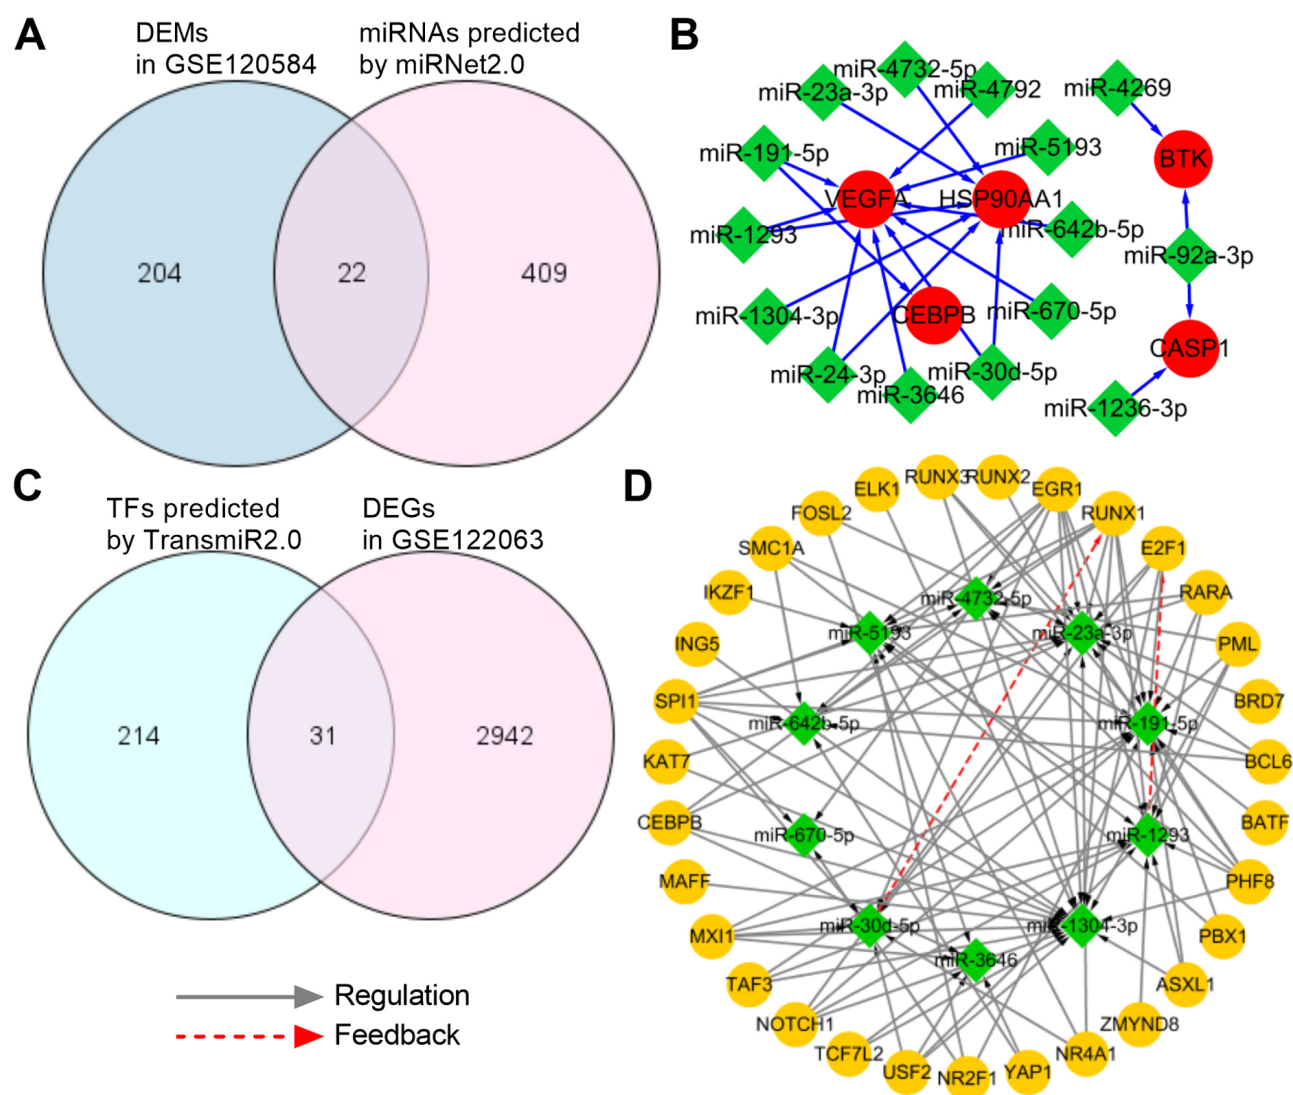 A
DEMs
in GSE120584
miRNAs predicted
by miRNet2.0
204
22
409
B
miR-4732-5p
miR-23a-3p
miR-4792
miR-4269
miR-191-5p
miR-5193
BTK
VEGFA
HSP90AA1
miR-1293
miR-642b-5p
miR-92a-3p
miR-1304-3p
CEBPB
miR-670-5p
CASP1
miR-24-3p
miR-30d-5p
miR-3646
miR-1236-3p
C
TFs predicted
by TransmiR2.0
DEGs
in GSE122063
214
31
2942
Regulation
Feedback
D
RUNX3
RUNX2
ELK1
EGR1
FOSL2
RUNX1
SMC1A
E2F1
IKZF1
RARA
miR-4732-5p
miR-5193
miR-23a-3p
ING5
PML
SPI1
BRD7
miR-642b-5p
miR-191-5p
KAT7
BCL6
CEBPB
BATF
miR-670-5p
miR-1293
MAFF
PHF8
miR-30d-5p
miR-1304-3p
MXI1
PBX1
miR-3646
TAF3
ASXL1
NOTCH1
ZMYND8
TCF7L2
NR4A1
USF2
NR2F1
YAP1